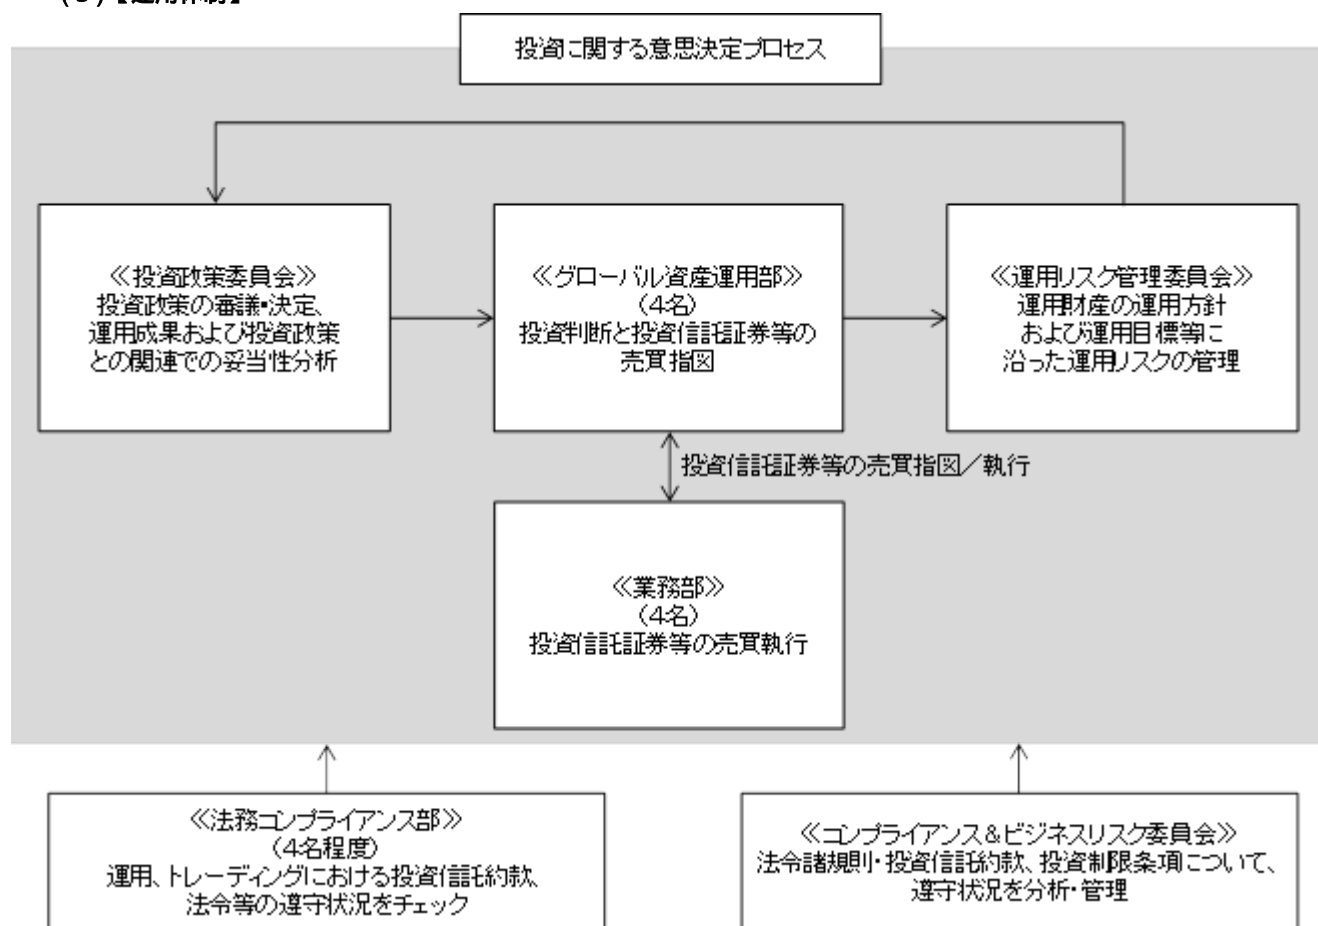 (3)【運用体制】
投資に関する意思決定プロセス
≪投資政策委員会≫
投資政策の審議・決定、
運用成果および投資政策
との関連での妥当性分析
≪グローバル資産運用部≫
(4名)
投資判断と投資信託証券等の
売買指図
≪運用リスク管理委員会≫
運用財産の運用方針
および運用目標等に
沿った運用リスクの管理
投資信託証券等の売買指図/執行
≪業務部≫
(4名)
投資信託証券等の売買執行
≪法務コンプライアンス部≫
(4名程度)
運用、トレーディングにおける投資信託約款、
法令等の遵守状況をチェック
≪コンプライアンス&ビジネスリスク委員会≫
法令諸規則・投資信託約款、投資制限条項について、
遵守状況を分析・管理